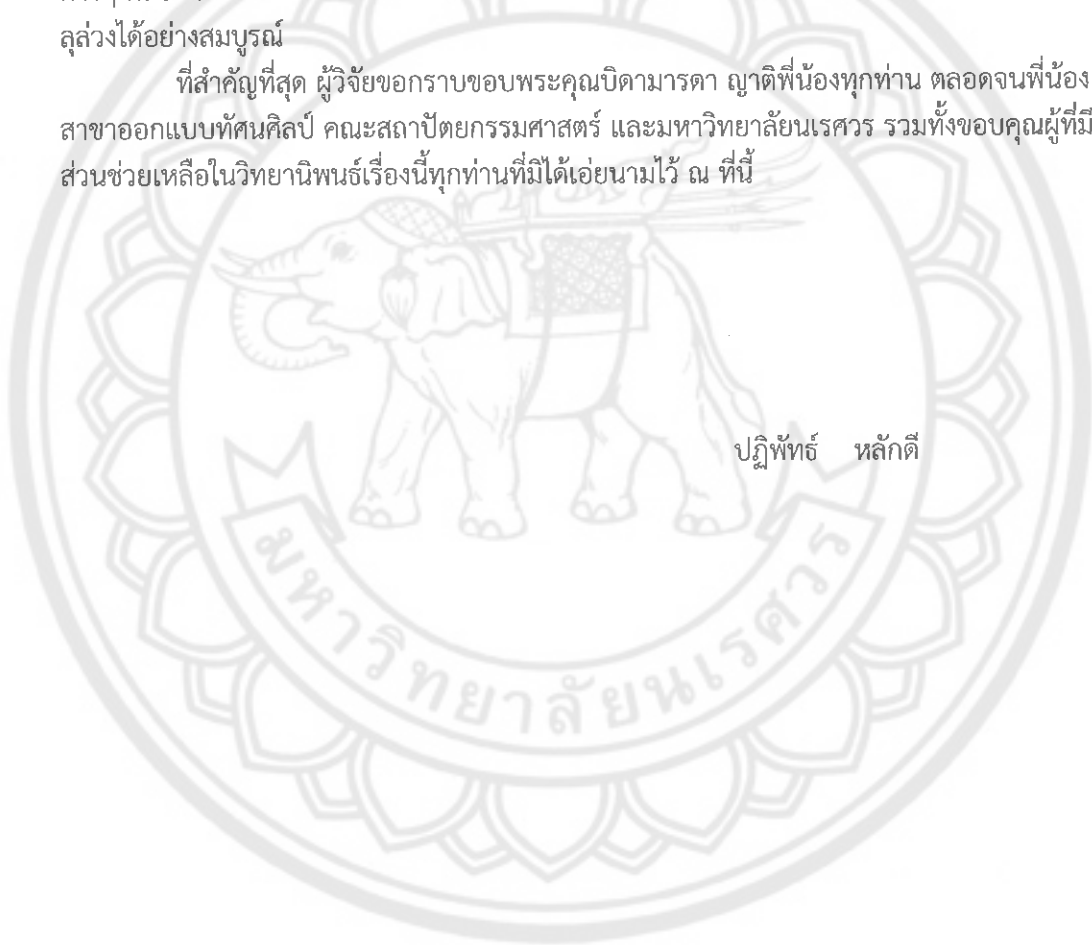 ลุล่วงได้อย่างสมบูรณ์
ที่สำคัญที่สุด ผู้วิจัยขอกราบขอบพระคุณบิดามารดา ญาติพี่น้องทุกท่าน ตลอดจนพี่น้อง
สาขาออกแบบทัศนศิลป์ คณะสถาปัตยกรรมศาสตร์ และมหาวิทยาลัยนเรศวร รวมทั้งขอบคุณผู้ที่มี
ส่วนช่วยเหลือในวิทยานิพนธ์เรื่องนี้ทุกท่านที่มิได้เอ่ยนามไว้ ณ ที่นี้
ปฏิพัทธ์ หลักดี
มหาวิทยาลัยนเรศวร